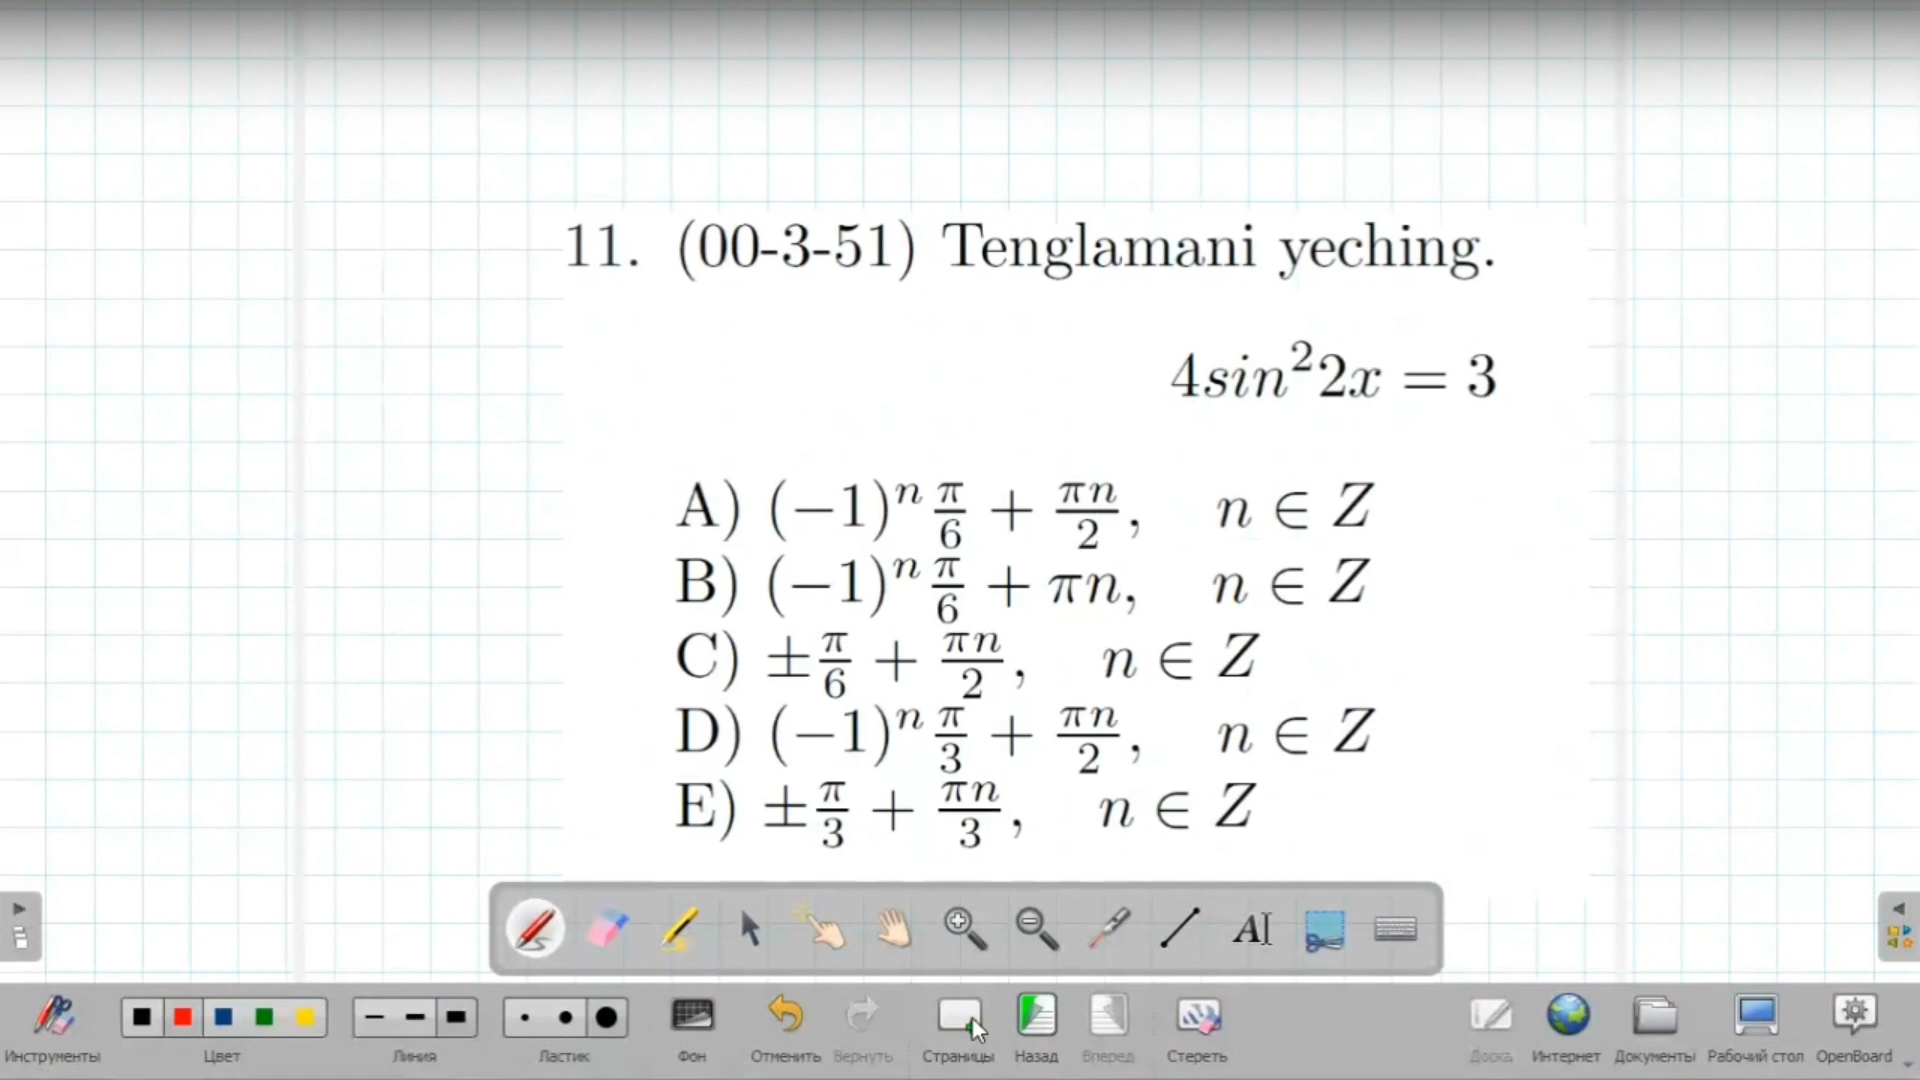 11. (00-3-51) Tenglamani yeching.
4sin²2x = 3
A) (−1)ⁿ π/6 + πn/2, n ∈ Z
B) (−1)ⁿ π/6 + πn, n ∈ Z
C) ± π/6 + πn/2, n ∈ Z
D) (−1)ⁿ π/3 + πn/2, n ∈ Z
E) ± π/3 + πn/3, n ∈ Z
Инструменты Цвет Линия Ластик Фон Отменить Вернуть Страницы Назад Вперед Стереть Доска Интернет Документы Рабочий стол OpenBoard